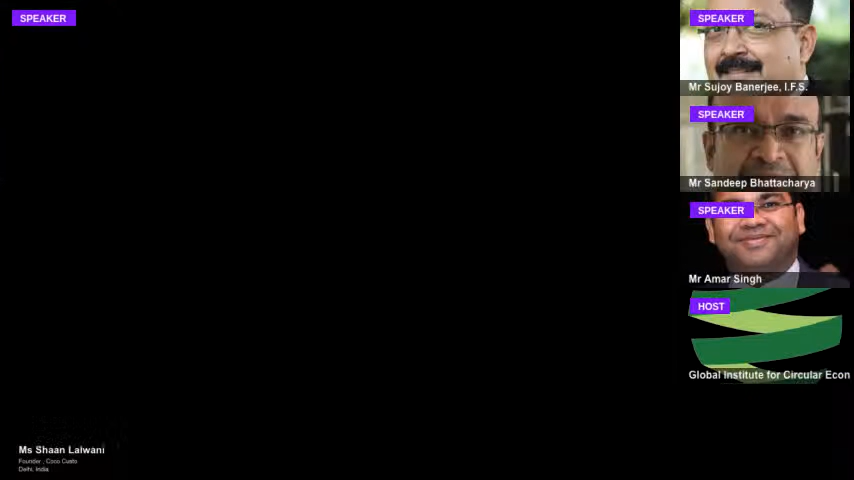 SPEAKER
Ms Shaan Lalwani
Founder , Coco Custo
Delhi, India
SPEAKER
Mr Sujoy Banerjee, I.F.S.
SPEAKER
Mr Sandeep Bhattacharya
SPEAKER
Mr Amar Singh
HOST
Global Institute for Circular Econ